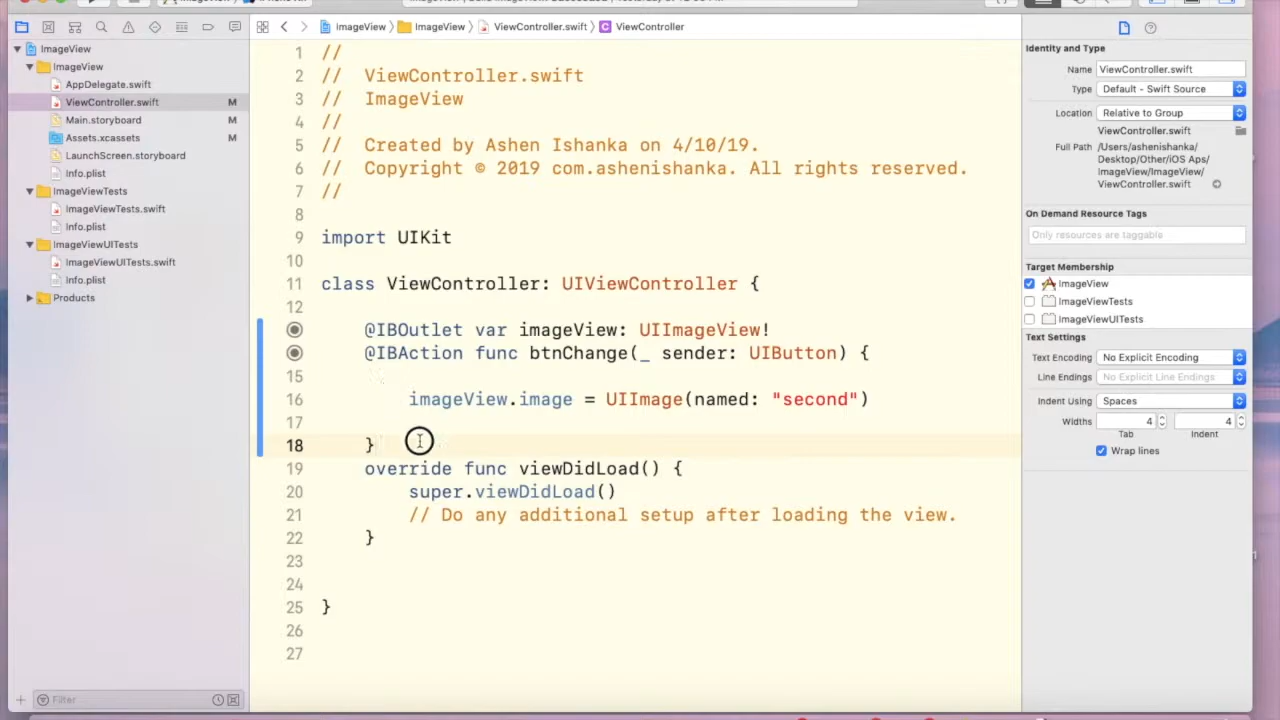 ImageView
ImageView
ViewController.swift
ViewController
ImageView
ImageView
AppDelegate.swift
ViewController.swift M
Main.storyboard M
Assets.xcassets M
LaunchScreen.storyboard
Info.plist
ImageViewTests
ImageViewTests.swift
Info.plist
ImageViewUITests
ImageViewUITests.swift
Info.plist
Products
Filter
1 //
2 // ViewController.swift
3 // ImageView
4 //
5 // Created by Ashen Ishanka on 4/10/19.
6 // Copyright © 2019 com.ashenishanka. All rights reserved.
7 //
8
9 import UIKit
10
11 class ViewController: UIViewController {
12
13 @IBOutlet var imageView: UIImageView!
@IBAction func btnChange(_ sender: UIButton) {
15
16 imageView.image = UIImage(named: "second")
17
18 }
19 override func viewDidLoad() {
20 super.viewDidLoad()
21 // Do any additional setup after loading the view.
22 }
23
24
25 }
26
27
Identity and Type
Name ViewController.swift
Type Default - Swift Source
Location Relative to Group
ViewController.swift
Full Path /Users/ashenishanka/
Desktop/Other/iOS Aps/
ImageView/ImageView/
ViewController.swift
On Demand Resource Tags
Only resources are taggable
Target Membership
ImageView
ImageViewTests
ImageViewUITests
Text Settings
Text Encoding No Explicit Encoding
Line Endings No Explicit Line Endings
Indent Using Spaces
Widths 4 4
Tab Indent
Wrap lines